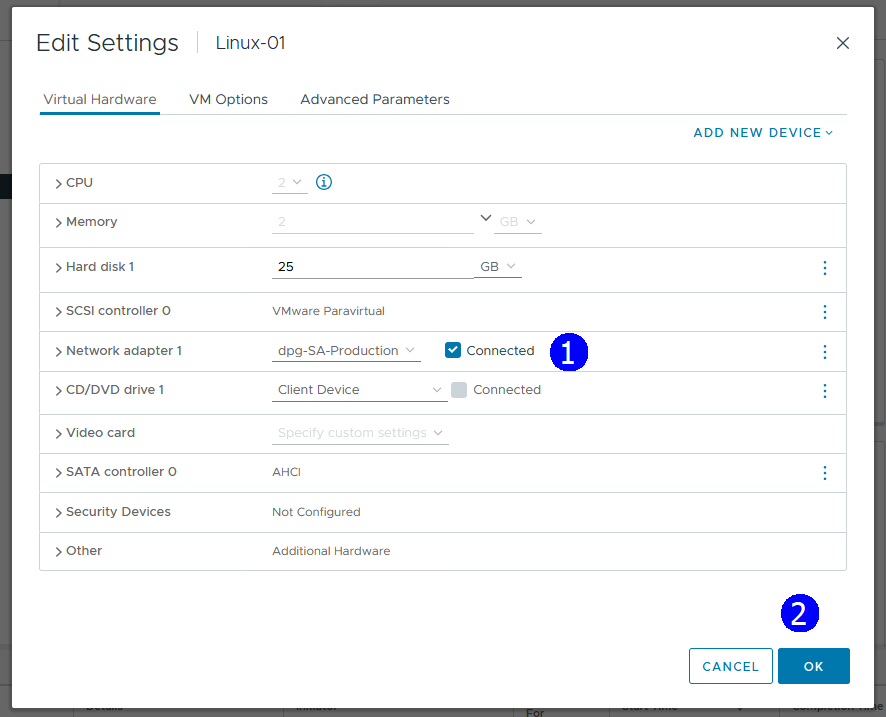 Edit Settings Linux-01
Virtual Hardware VM Options Advanced Parameters
ADD NEW DEVICE
CPU 2
Memory 2 GB
Hard disk 1 25 GB
SCSI controller 0 VMware Paravirtual
Network adapter 1 dpg-SA-Production Connected 1
CD/DVD drive 1 Client Device Connected
Video card Specify custom settings
SATA controller 0 AHCI
Security Devices Not Configured
Other Additional Hardware
2
CANCEL OK
For